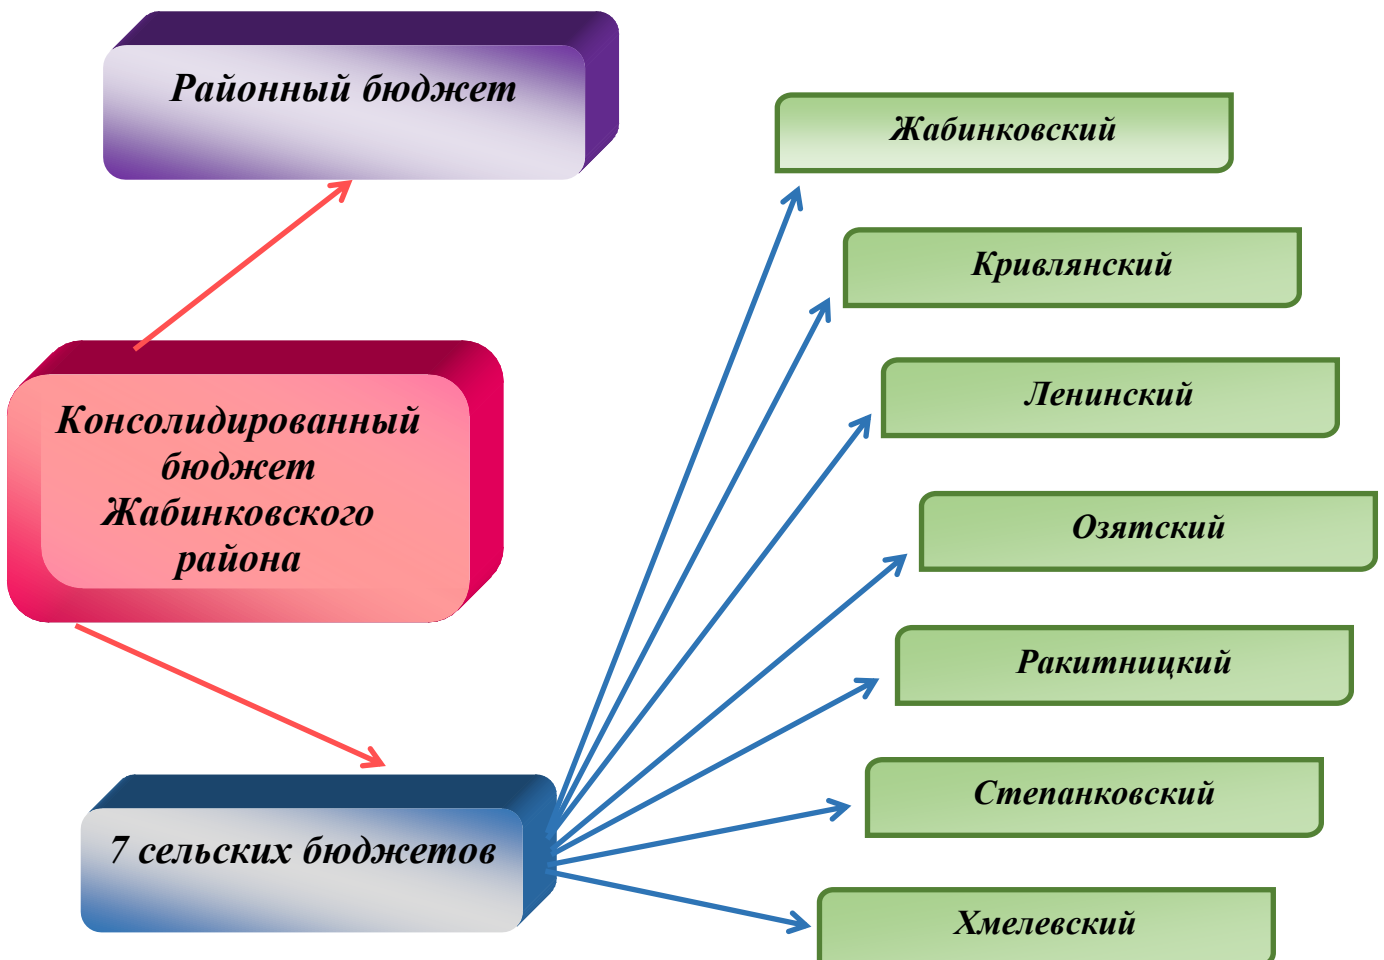 Районный бюджет
Консолидированный
бюджет
Жабинковского
района
7 сельских бюджетов
Жабинковский
Кривлянский
Ленинский
Озятский
Ракитницкий
Степанковский
Хмелевский